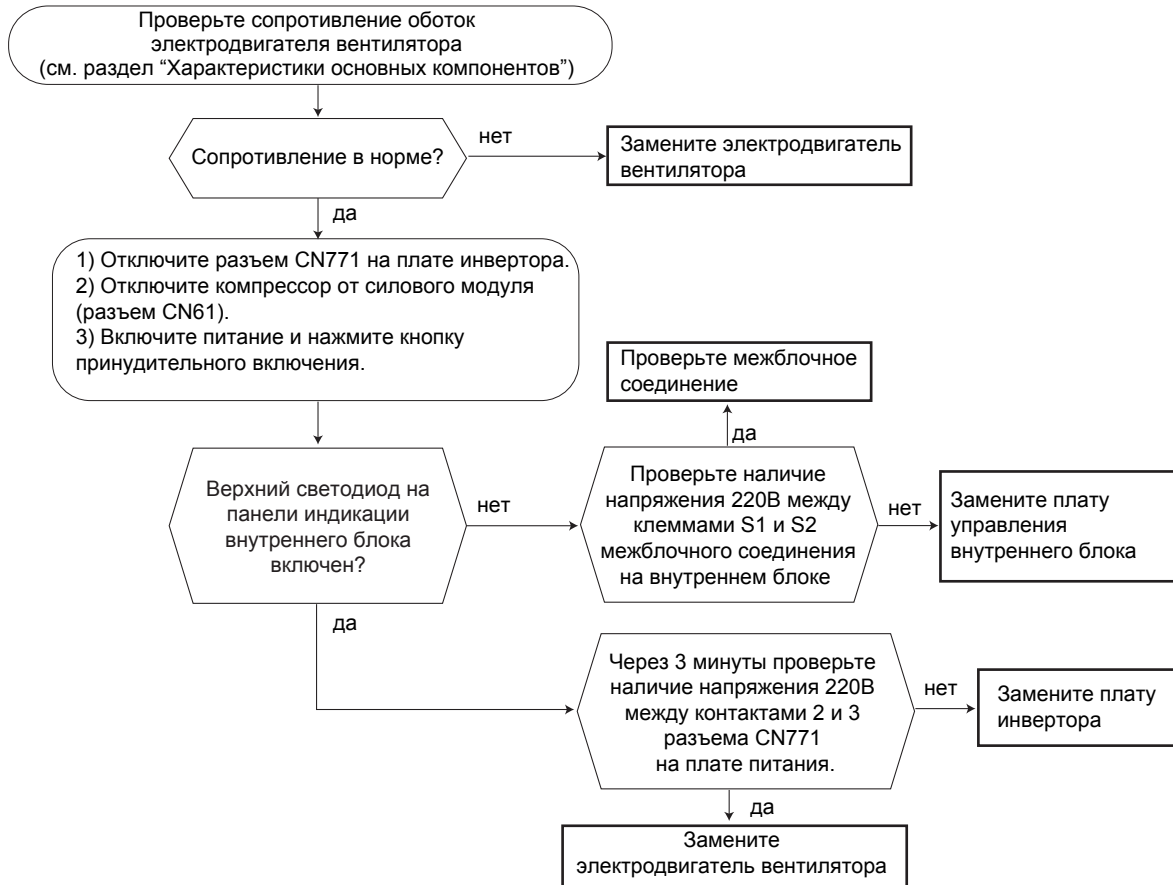 Проверьте сопротивление оботок
электродвигателя вентилятора
(см. раздел “Характеристики основных компонентов”)
Сопротивление в норме?
нет
Замените электродвигатель
вентилятора
да
1) Отключите разъем CN771 на плате инвертора.
2) Отключите компрессор от силового модуля
(разъем CN61).
3) Включите питание и нажмите кнопку
принудительного включения.
Проверьте межблочное
соединение
да
Верхний светодиод на
панели индикации
внутреннего блока
включен?
нет
Проверьте наличие
напряжения 220В между
клеммами S1 и S2
межблочного соединения
на внутреннем блоке
нет
Замените плату
управления
внутреннего блока
да
Через 3 минуты проверьте
наличие напряжения 220В
между контактами 2 и 3
разъема CN771
на плате питания.
нет
Замените плату
инвертора
да
Замените
электродвигатель вентилятора